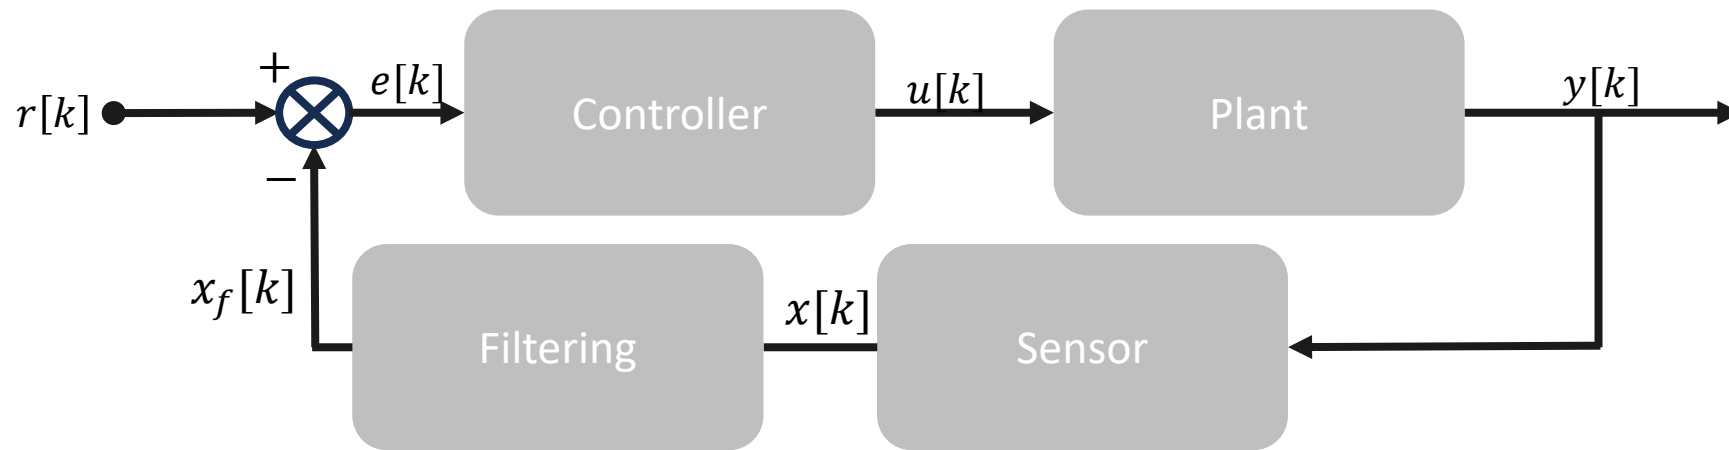 +
r[k]
e[k]
Controller
u[k]
Plant
y[k]
−
x_f[k]
Filtering
x[k]
Sensor